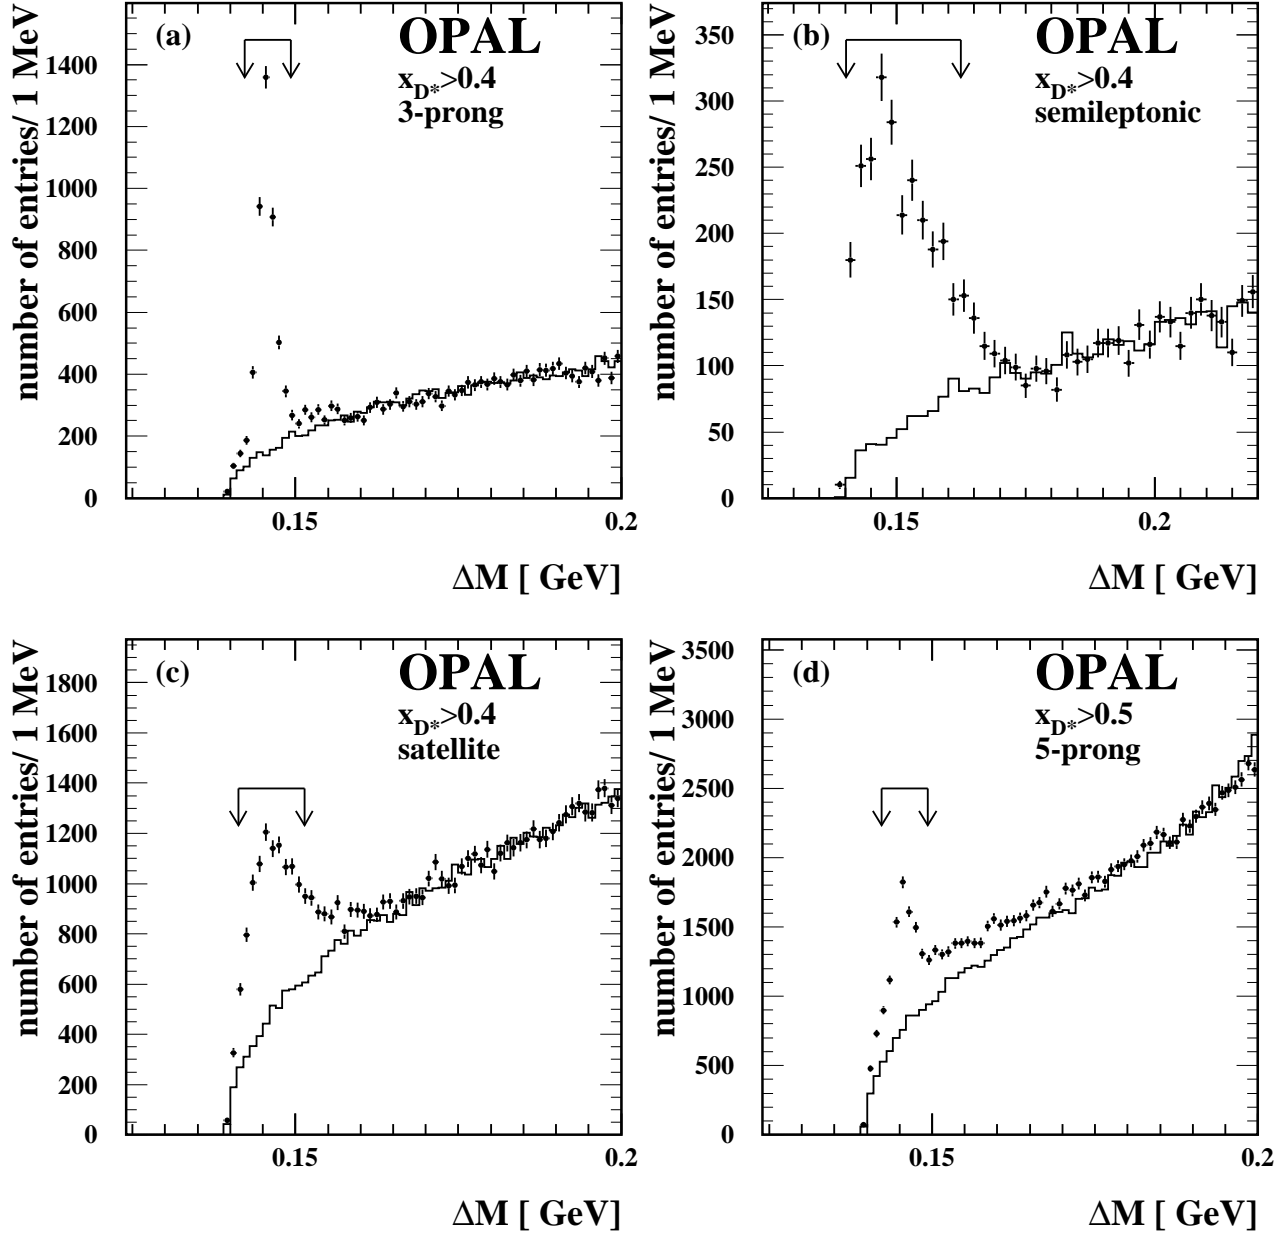 (a)
OPAL
x_D*>0.4
3-prong
number of entries/ 1 MeV
1400
1200
1000
800
600
400
200
0
0.15
0.2
ΔM [ GeV]
(b)
OPAL
x_D*>0.4
semileptonic
number of entries/ 1 MeV
350
300
250
200
150
100
50
0
0.15
0.2
ΔM [ GeV]
(c)
OPAL
x_D*>0.4
satellite
number of entries/ 1 MeV
1800
1600
1400
1200
1000
800
600
400
200
0
0.15
0.2
ΔM [ GeV]
(d)
OPAL
x_D*>0.5
5-prong
number of entries/ 1 MeV
3500
3000
2500
2000
1500
1000
500
0
0.15
0.2
ΔM [ GeV]